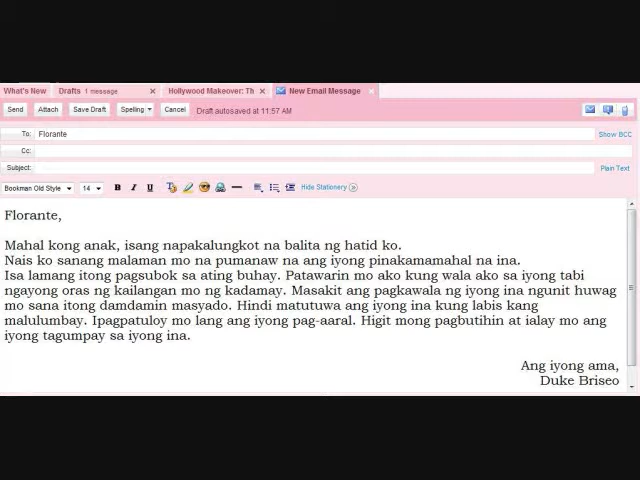 What's New Drafts 1 message Hollywood Makeover: Th New Email Message
Send Attach Save Draft Spelling Cancel Draft autosaved at 11:57 AM
To: Florante Show BCC
Cc:
Subject: Plain Text
Bookman Old Style 14 B I U Hide Stationery
Florante,
Mahal kong anak, isang napakalungkot na balita ng hatid ko.
Nais ko sanang malaman mo na pumanaw na ang iyong pinakamamahal na ina.
Isa lamang itong pagsubok sa ating buhay. Patawarin mo ako kung wala ako sa iyong tabi
ngayong oras ng kailangan mo ng kadamay. Masakit ang pagkawala ng iyong ina ngunit huwag
mo sana itong damdamin masyado. Hindi matutuwa ang iyong ina kung labis kang
malulumbay. Ipagpatuloy mo lang ang iyong pag-aaral. Higit mong pagbutihin at ialay mo ang
iyong tagumpay sa iyong ina.
Ang iyong ama,
Duke Briseo